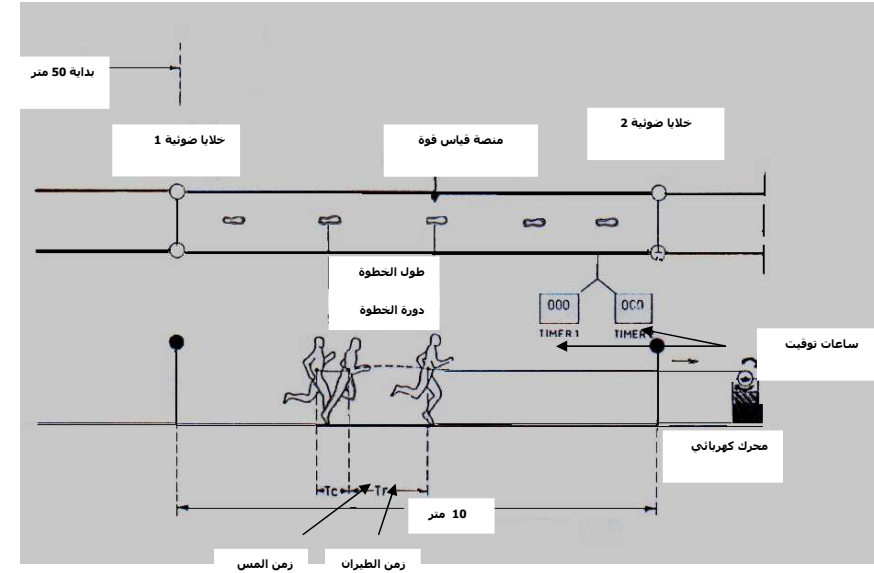 بداية 50 متر
خلايا ضوئية 1
منصة قياس قوة
خلايا ضوئية 2
طول الخطوة
دورة الخطوة
000
000
TIMER 1
TIMER
ساعات توقيت
محرك كهربائي
Tc
Tf
10 متر
زمن الطيران
زمن المس